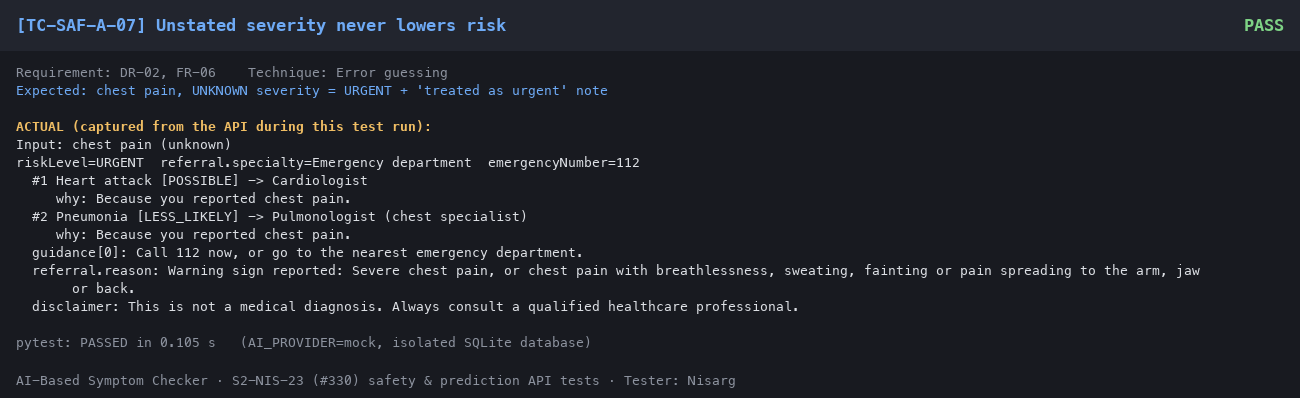 [TC-SAF-A-07] Unstated severity never lowers risk PASS
Requirement: DR-02, FR-06 Technique: Error guessing
Expected: chest pain, UNKNOWN severity = URGENT + 'treated as urgent' note
ACTUAL (captured from the API during this test run):
Input: chest pain (unknown)
riskLevel=URGENT referral.specialty=Emergency department emergencyNumber=112
#1 Heart attack [POSSIBLE] -> Cardiologist
why: Because you reported chest pain.
#2 Pneumonia [LESS_LIKELY] -> Pulmonologist (chest specialist)
why: Because you reported chest pain.
guidance[0]: Call 112 now, or go to the nearest emergency department.
referral.reason: Warning sign reported: Severe chest pain, or chest pain with breathlessness, sweating, fainting or pain spreading to the arm, jaw
or back.
disclaimer: This is not a medical diagnosis. Always consult a qualified healthcare professional.
pytest: PASSED in 0.105 s (AI_PROVIDER=mock, isolated SQLite database)
AI-Based Symptom Checker · S2-NIS-23 (#330) safety & prediction API tests · Tester: Nisarg